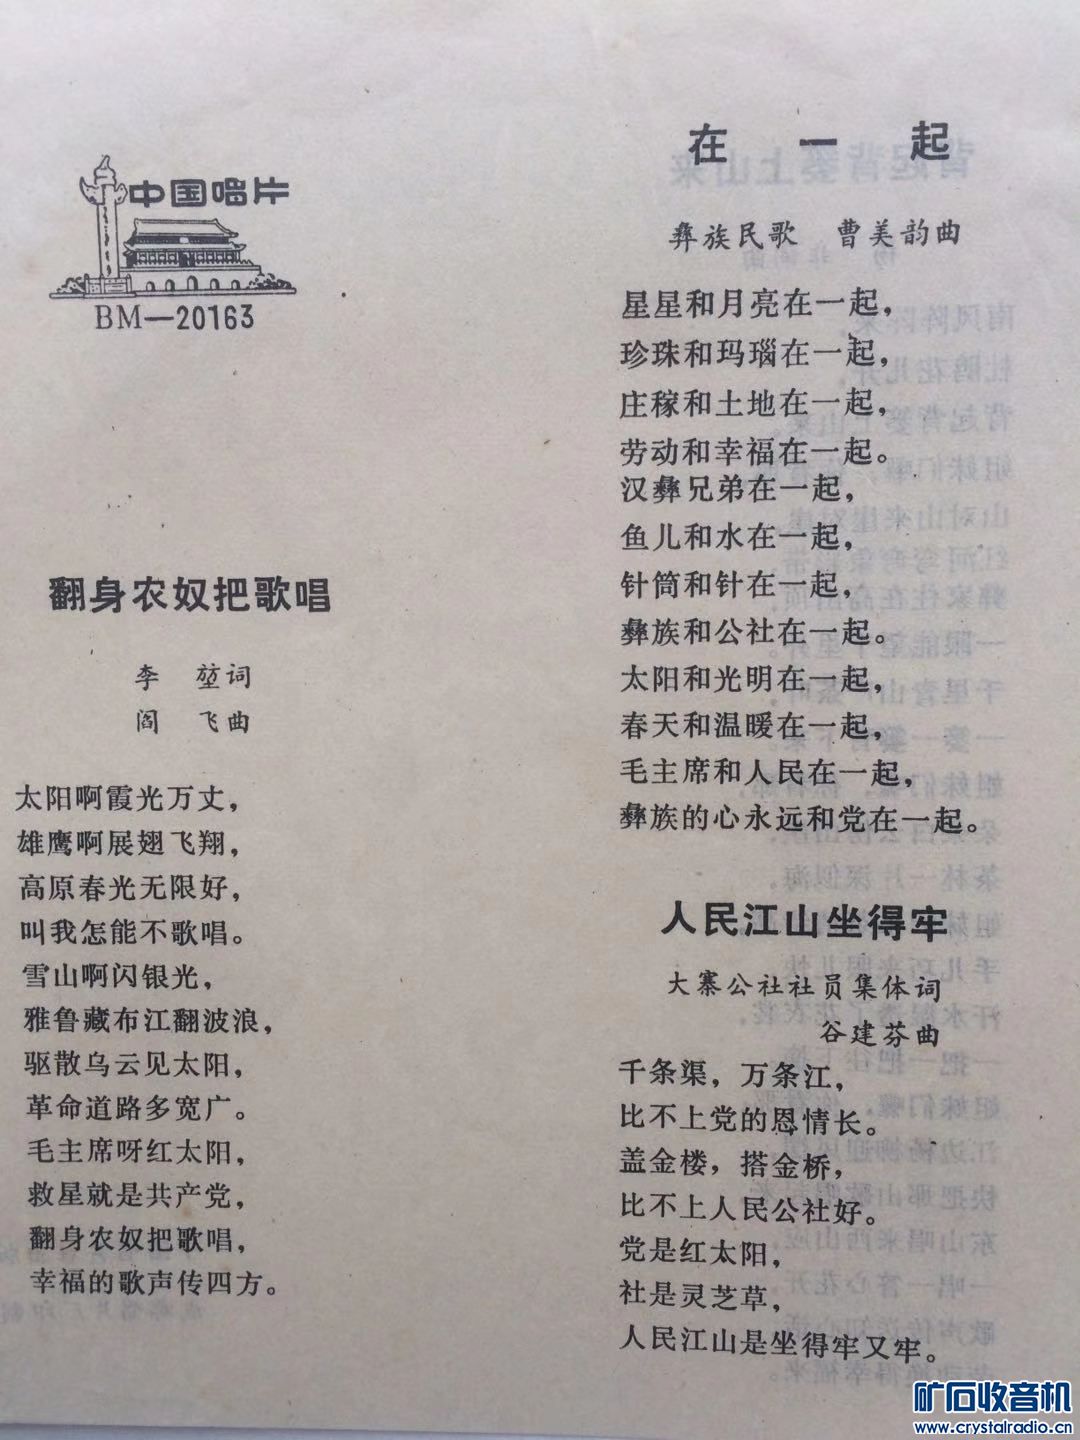 中国唱片
BM—20163
翻身农奴把歌唱
李　堃词
阎　飞曲
太阳啊霞光万丈，
雄鹰啊展翅飞翔，
高原春光无限好，
叫我怎能不歌唱。
雪山啊闪银光，
雅鲁藏布江翻波浪，
驱散乌云见太阳，
革命道路多宽广。
毛主席呀红太阳，
救星就是共产党，
翻身农奴把歌唱，
幸福的歌声传四方。
在一起
彝族民歌　曹美韵曲
星星和月亮在一起，
珍珠和玛瑙在一起，
庄稼和土地在一起，
劳动和幸福在一起。
汉彝兄弟在一起，
鱼儿和水在一起，
针筒和针在一起，
彝族和公社在一起。
太阳和光明在一起，
春天和温暖在一起，
毛主席和人民在一起，
彝族的心永远和党在一起。
人民江山坐得牢
大寨公社社员集体词
谷建芬曲
千条渠，万条江，
比不上党的恩情长。
盖金楼，搭金桥，
比不上人民公社好。
党是红太阳，
社是灵芝草，
人民江山是坐得牢又牢。
矿石收音机
www.crystalradio.cn